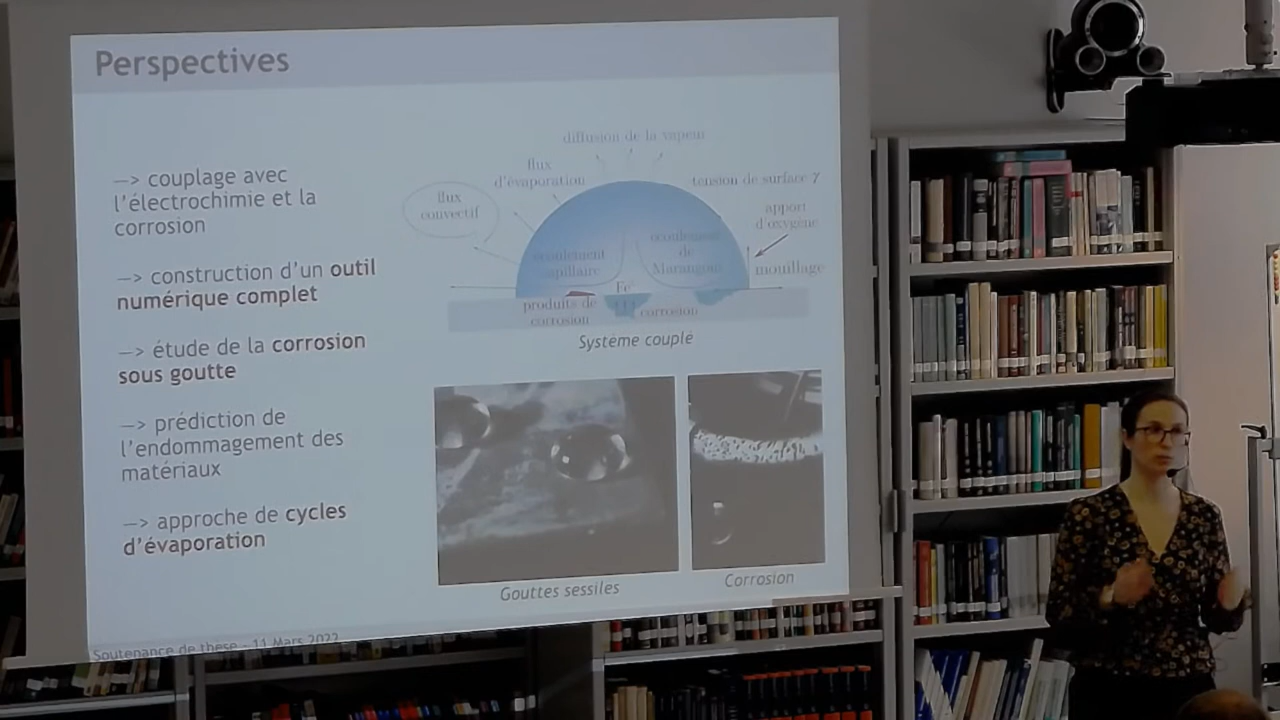 Perspectives
—> couplage avec
l'électrochimie et la
corrosion
—> construction d'un outil
numérique complet
—> étude de la corrosion
sous goutte
—> prédiction de
l'endommagement des
matériaux
—> approche de cycles
d'évaporation
diffusion de la vapeur
flux
d'évaporation
tension de surface γ
flux
convectif
apport
d'oxygène
écoulement
capillaire
écoulement
de
Marangoni
mouillage
Fe
produits de
corrosion
corrosion
Système couplé
Gouttes sessiles
Corrosion
Soutenance de thèse - 11 Mars 2022